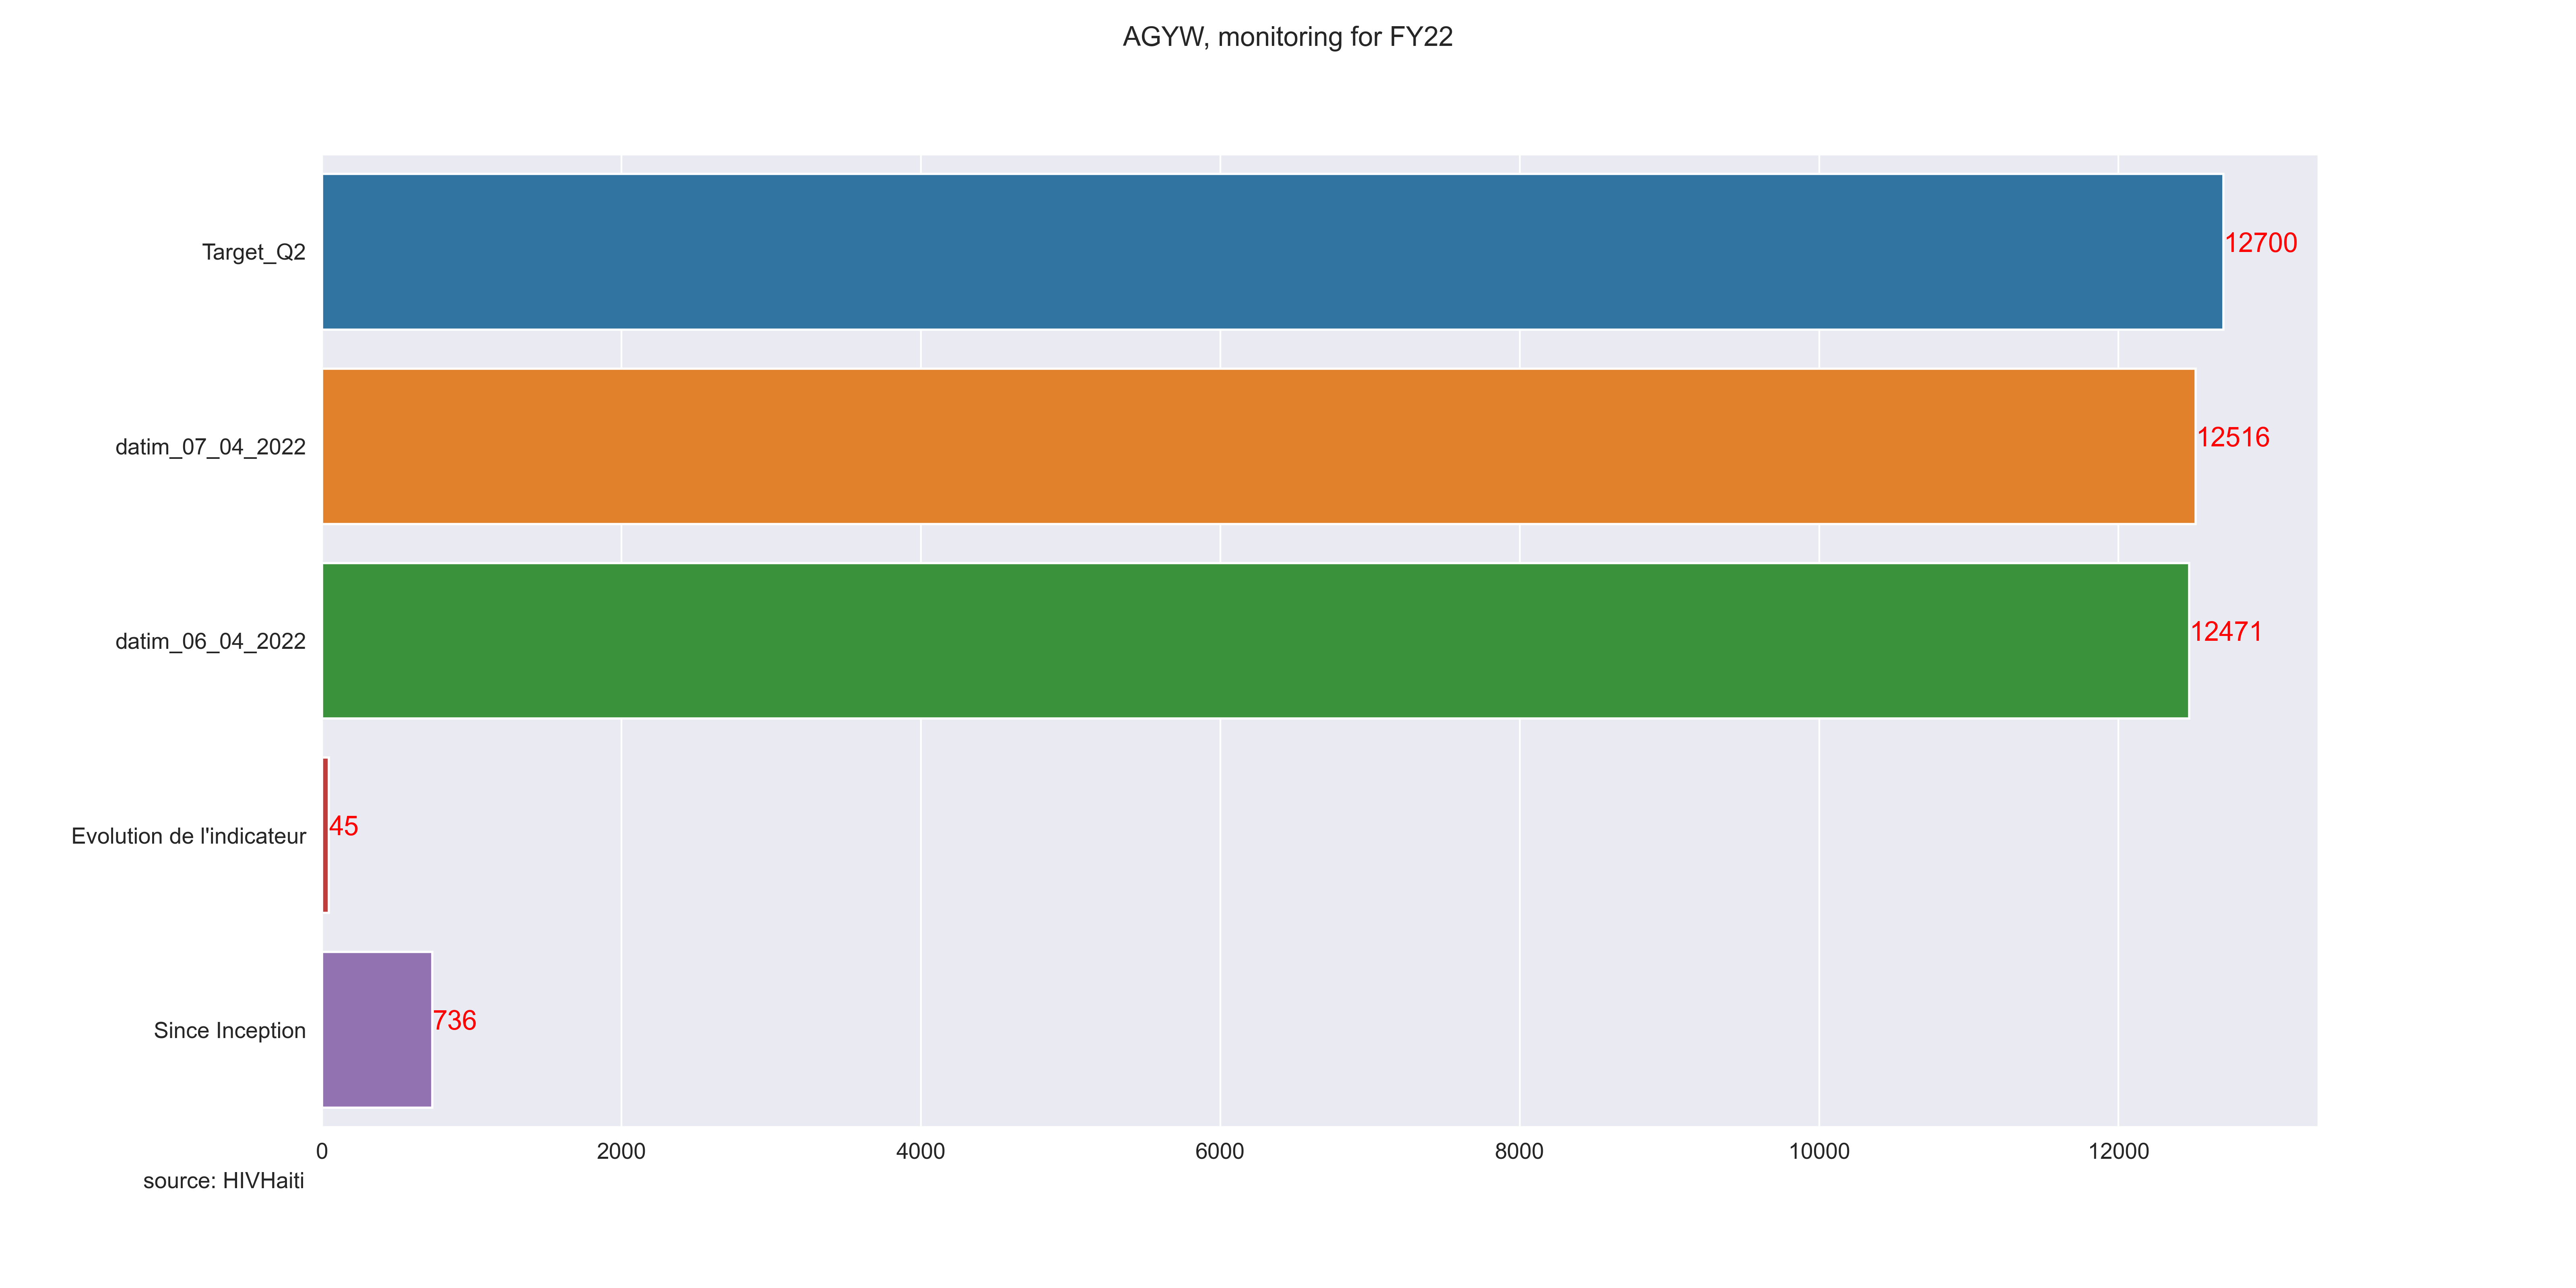 AGYW, monitoring for FY22
Target_Q2
12700
datim_07_04_2022
12516
datim_06_04_2022
12471
Evolution de l'indicateur
45
Since Inception
736
0 2000 4000 6000 8000 10000 12000
source: HIVHaiti